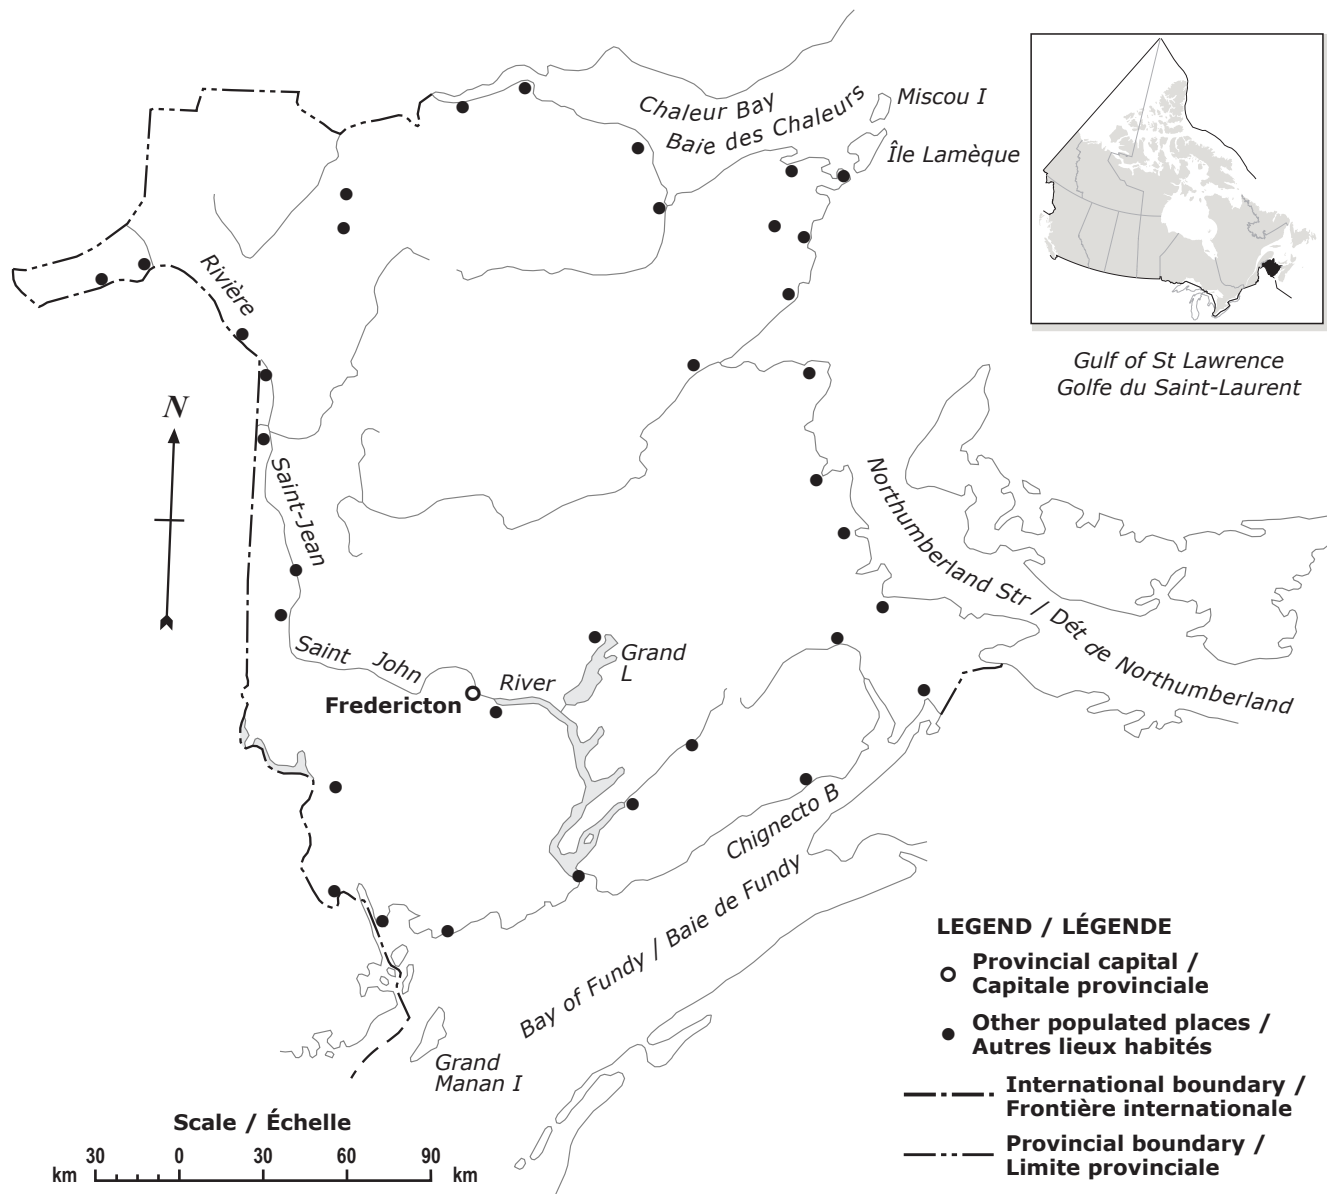 Chaleur Bay
Baie des Chaleurs
Miscou I
Île Lamèque
Rivière
Gulf of St Lawrence
Golfe du Saint-Laurent
N
Saint-Jean
Northumberland Str / Dét de Northumberland
Saint John River
Grand
L
Fredericton
Chignecto B
Bay of Fundy / Baie de Fundy
Grand
Manan I
LEGEND / LÉGENDE
Provincial capital /
Capitale provinciale
Other populated places /
Autres lieux habités
International boundary /
Frontière internationale
Provincial boundary /
Limite provinciale
Scale / Échelle
30 0 30 60 90
km km